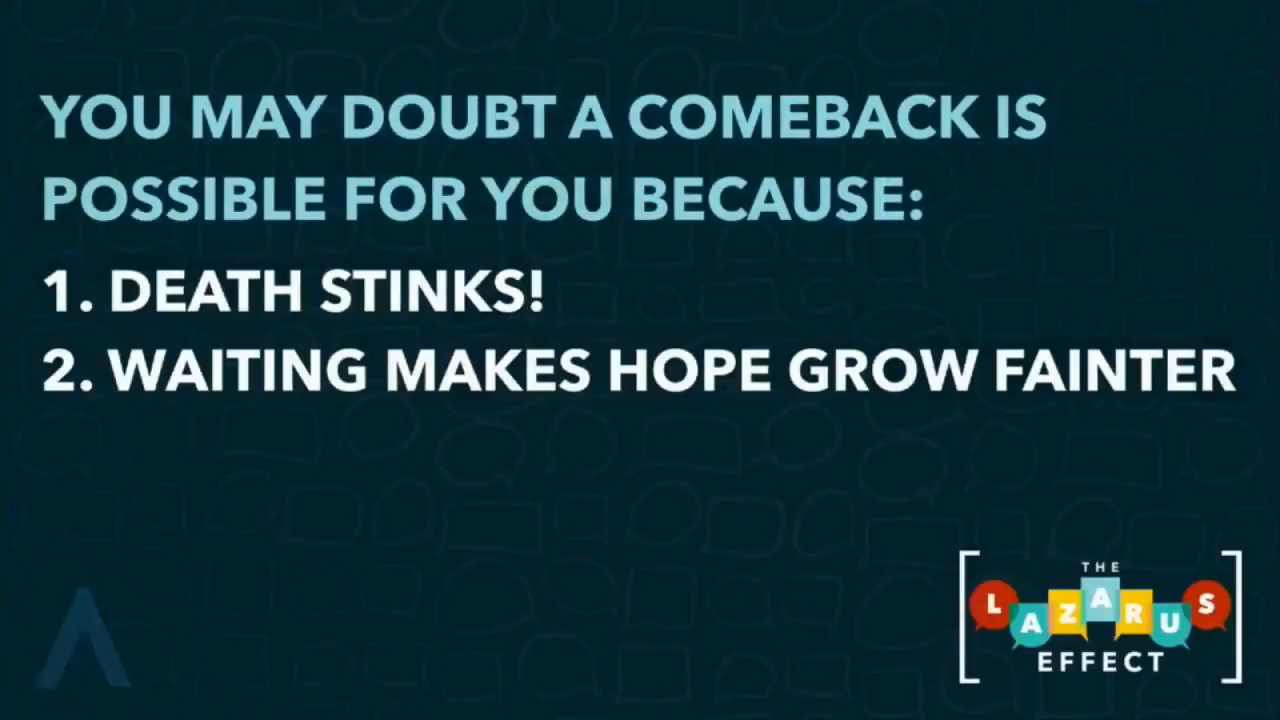 YOU MAY DOUBT A COMEBACK IS
POSSIBLE FOR YOU BECAUSE:
1. DEATH STINKS!
2. WAITING MAKES HOPE GROW FAINTER
THE
LAZARUS
EFFECT